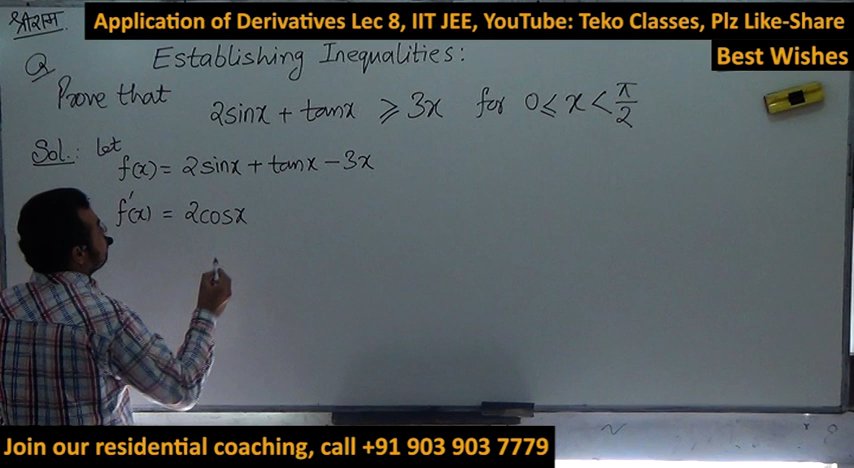 श्रीराम
Application of Derivatives Lec 8, IIT JEE, YouTube: Teko Classes, Plz Like-Share
Best Wishes
Q Establishing Inequalities:
Prove that 2sinx + tanx ⩾ 3x for 0 ⩽ x < π/2
Sol.: let
f(x) = 2sinx + tanx − 3x
f'(x) = 2cosx
Join our residential coaching, call +91 903 903 7779